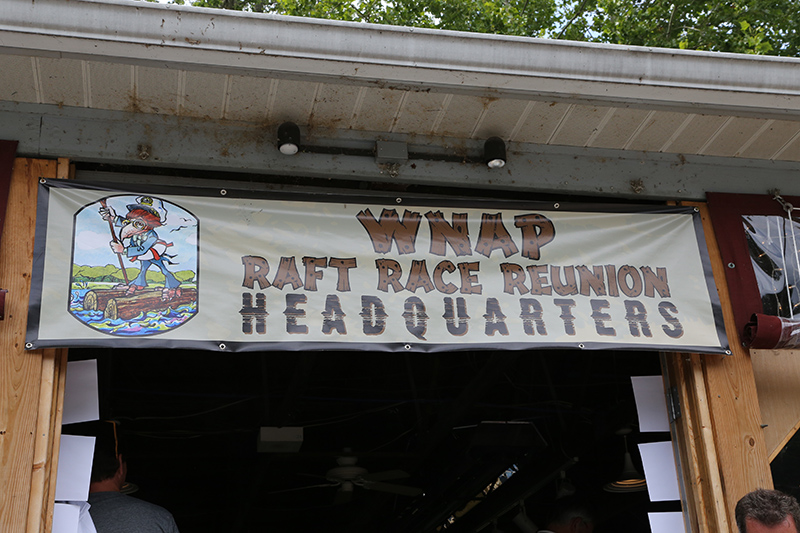 WNAP
RAFT RACE REUNION
HEADQUARTERS